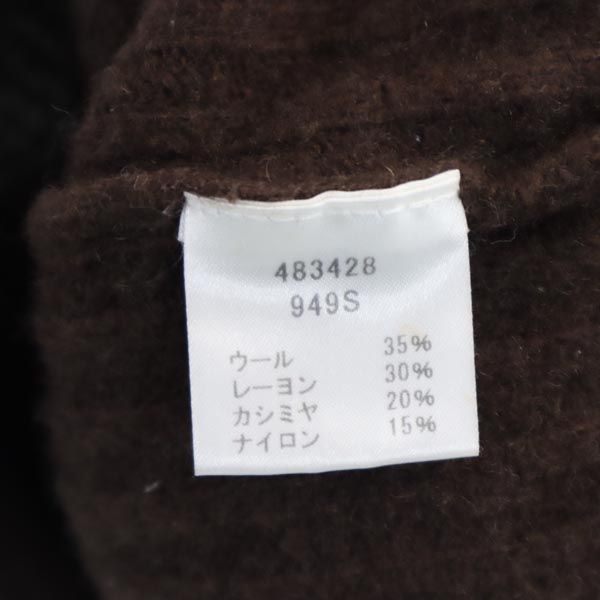 483428
949S
ウール 35%
レーヨン 30%
カシミヤ 20%
ナイロン 15%